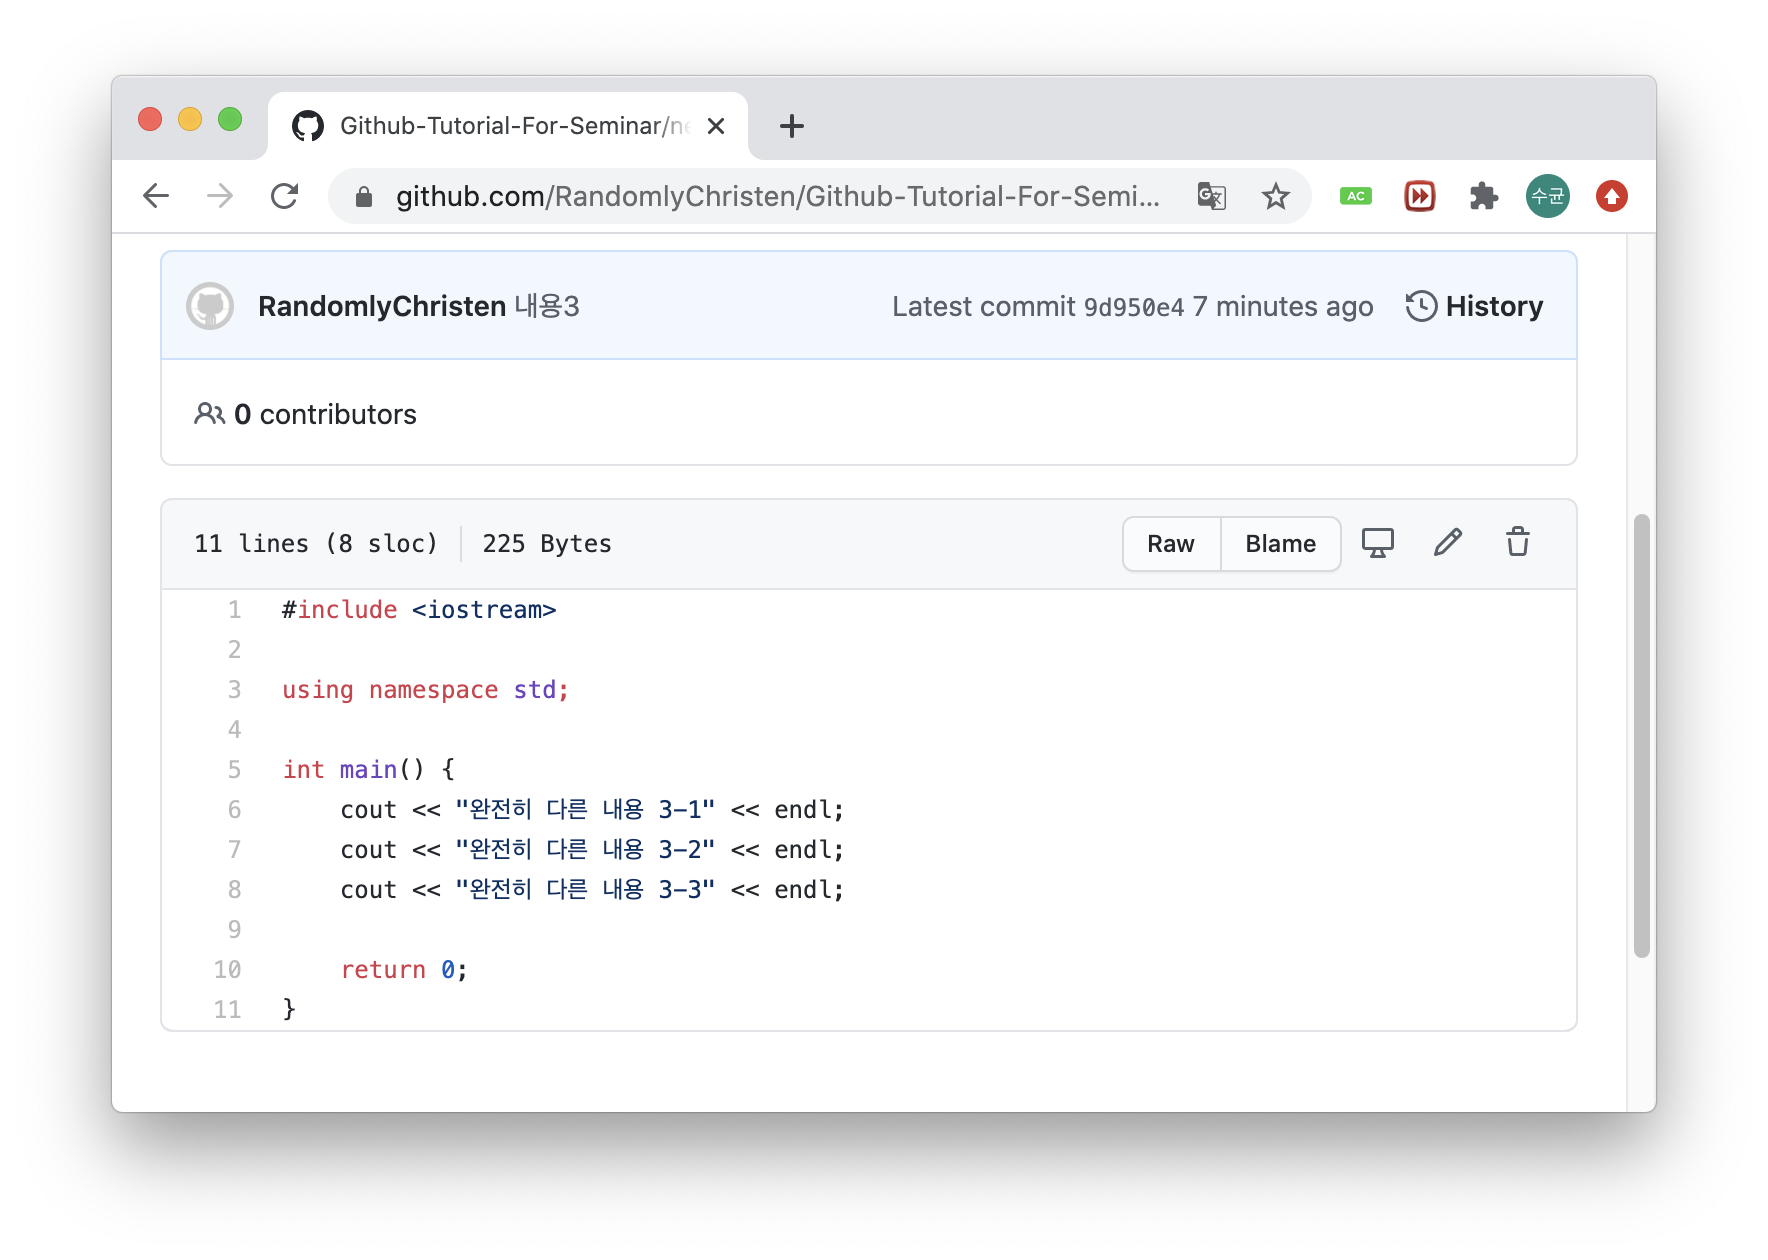 Github-Tutorial-For-Seminar/ne
github.com/RandomlyChristen/Github-Tutorial-For-Semi...
AC
수균
RandomlyChristen 내용3
Latest commit 9d950e4 7 minutes ago
History
0 contributors
11 lines (8 sloc)
225 Bytes
Raw
Blame
1 #include <iostream>
2
3 using namespace std;
4
5 int main() {
6     cout << "완전히 다른 내용 3-1" << endl;
7     cout << "완전히 다른 내용 3-2" << endl;
8     cout << "완전히 다른 내용 3-3" << endl;
9
10     return 0;
11 }